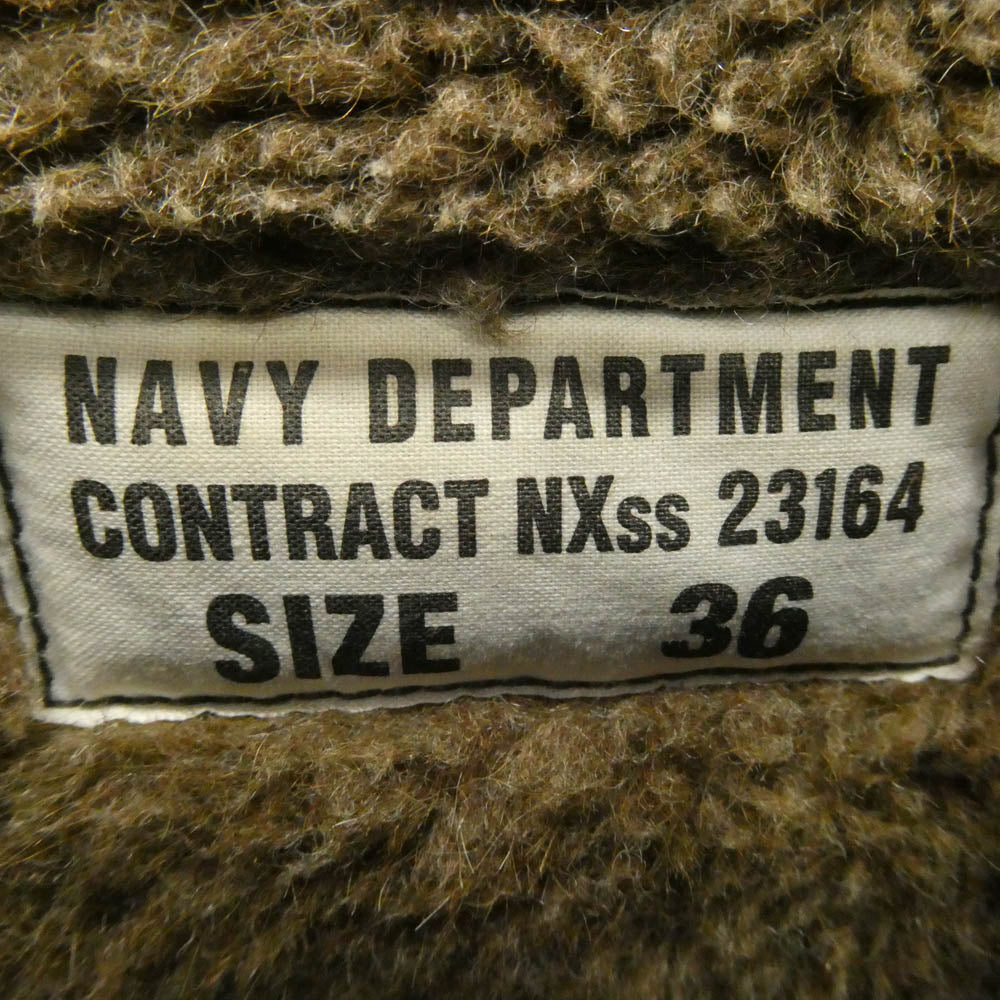 NAVY DEPARTMENT
CONTRACT NXss 23164
SIZE 36